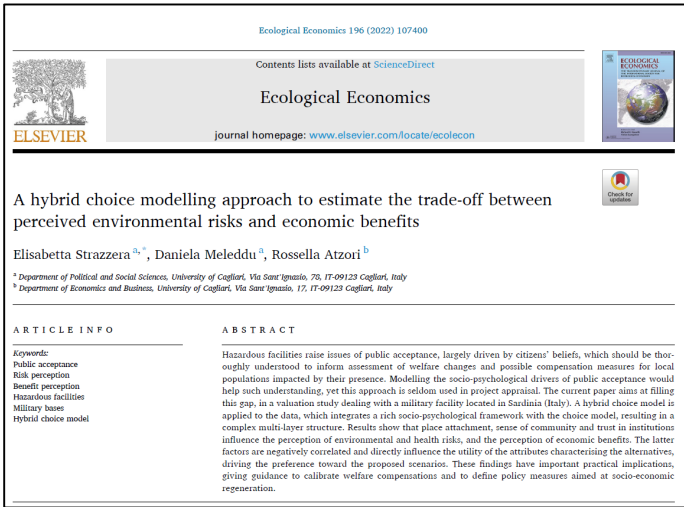 Ecological Economics 196 (2022) 107400
Contents lists available at ScienceDirect
Ecological Economics
journal homepage: www.elsevier.com/locate/ecolecon
ELSEVIER
ECOLOGICAL
ECONOMICS
Check for
updates
A hybrid choice modelling approach to estimate the trade-off between
perceived environmental risks and economic benefits
Elisabetta Strazzera a,*, Daniela Meleddu a, Rossella Atzori b
a Department of Political and Social Sciences, University of Cagliari, Via Sant'Ignazio, 78, IT-09123 Cagliari, Italy
b Department of Economics and Business, University of Cagliari, Via Sant'Ignazio, 17, IT-09123 Cagliari, Italy
ARTICLE INFO
Keywords:
Public acceptance
Risk perception
Benefit perception
Hazardous facilities
Military bases
Hybrid choice model
ABSTRACT
Hazardous facilities raise issues of public acceptance, largely driven by citizens' beliefs, which should be thor-
oughly understood to inform assessment of welfare changes and possible compensation measures for local
populations impacted by their presence. Modelling the socio-psychological drivers of public acceptance would
help such understanding, yet this approach is seldom used in project appraisal. The current paper aims at filling
this gap, in a valuation study dealing with a military facility located in Sardinia (Italy). A hybrid choice model is
applied to the data, which integrates a rich socio-psychological framework with the choice model, resulting in a
complex multi-layer structure. Results show that place attachment, sense of community and trust in institutions
influence the perception of environmental and health risks, and the perception of economic benefits. The latter
factors are negatively correlated and directly influence the utility of the attributes characterising the alternatives,
driving the preference toward the proposed scenarios. These findings have important practical implications,
giving guidance to calibrate welfare compensations and to define policy measures aimed at socio-economic
regeneration.